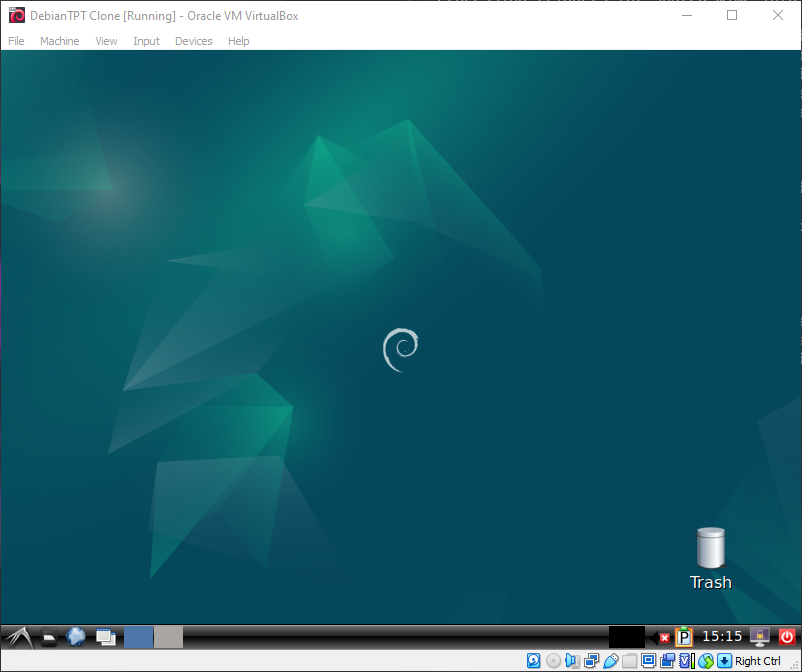 DebianTPT Clone [Running] - Oracle VM VirtualBox
File Machine View Input Devices Help
Trash
P 15:15
V Right Ctrl